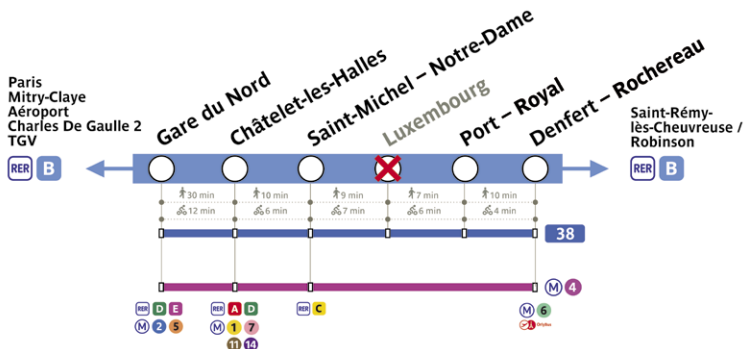 Paris
Mitry-Claye
Aéroport
Charles De Gaulle 2
TGV
RER B
Gare du Nord
Châtelet-les-Halles
Saint-Michel – Notre-Dame
Luxembourg
Port – Royal
Denfert – Rochereau
Saint-Rémy-
lès-Cheuvreuse /
Robinson
RER B
30 min
10 min
9 min
7 min
10 min
12 min
6 min
7 min
6 min
4 min
38
M 4
RER D E
M 2 5
RER A D
M 1 7
11 14
RER C
M 6